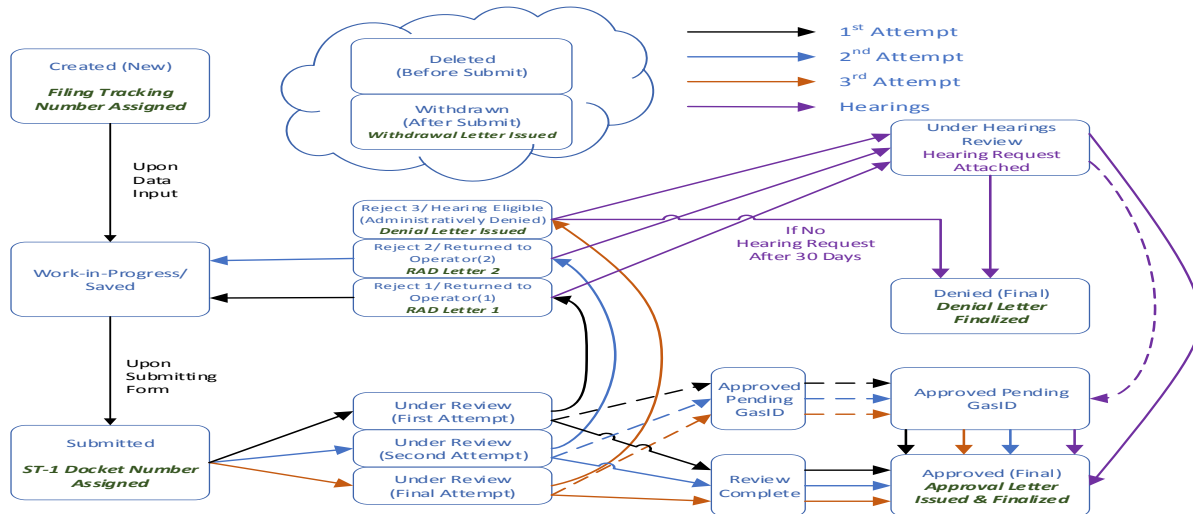 Created (New)
Filing Tracking
Number Assigned
Deleted
(Before Submit)
Withdrawn
(After Submit)
Withdrawal Letter Issued
1st Attempt
2nd Attempt
3rd Attempt
Hearings
Under Hearings
Review
Hearing Request
Attached
Upon
Data
Input
Reject 3/ Hearing Eligible
(Administratively Denied)
Denial Letter Issued
Reject 2/ Returned to
Operator(2)
RAD Letter 2
Reject 1/ Returned to
Operator(1)
RAD Letter 1
If No
Hearing Request
After 30 Days
Work-in-Progress/
Saved
Denied (Final)
Denial Letter
Finalized
Upon
Submitting
Form
Under Review
(First Attempt)
Under Review
(Second Attempt)
Under Review
(Final Attempt)
Approved
Pending
GasID
Approved Pending
GasID
Submitted
ST-1 Docket Number
Assigned
Review
Complete
Approved (Final)
Approval Letter
Issued & Finalized